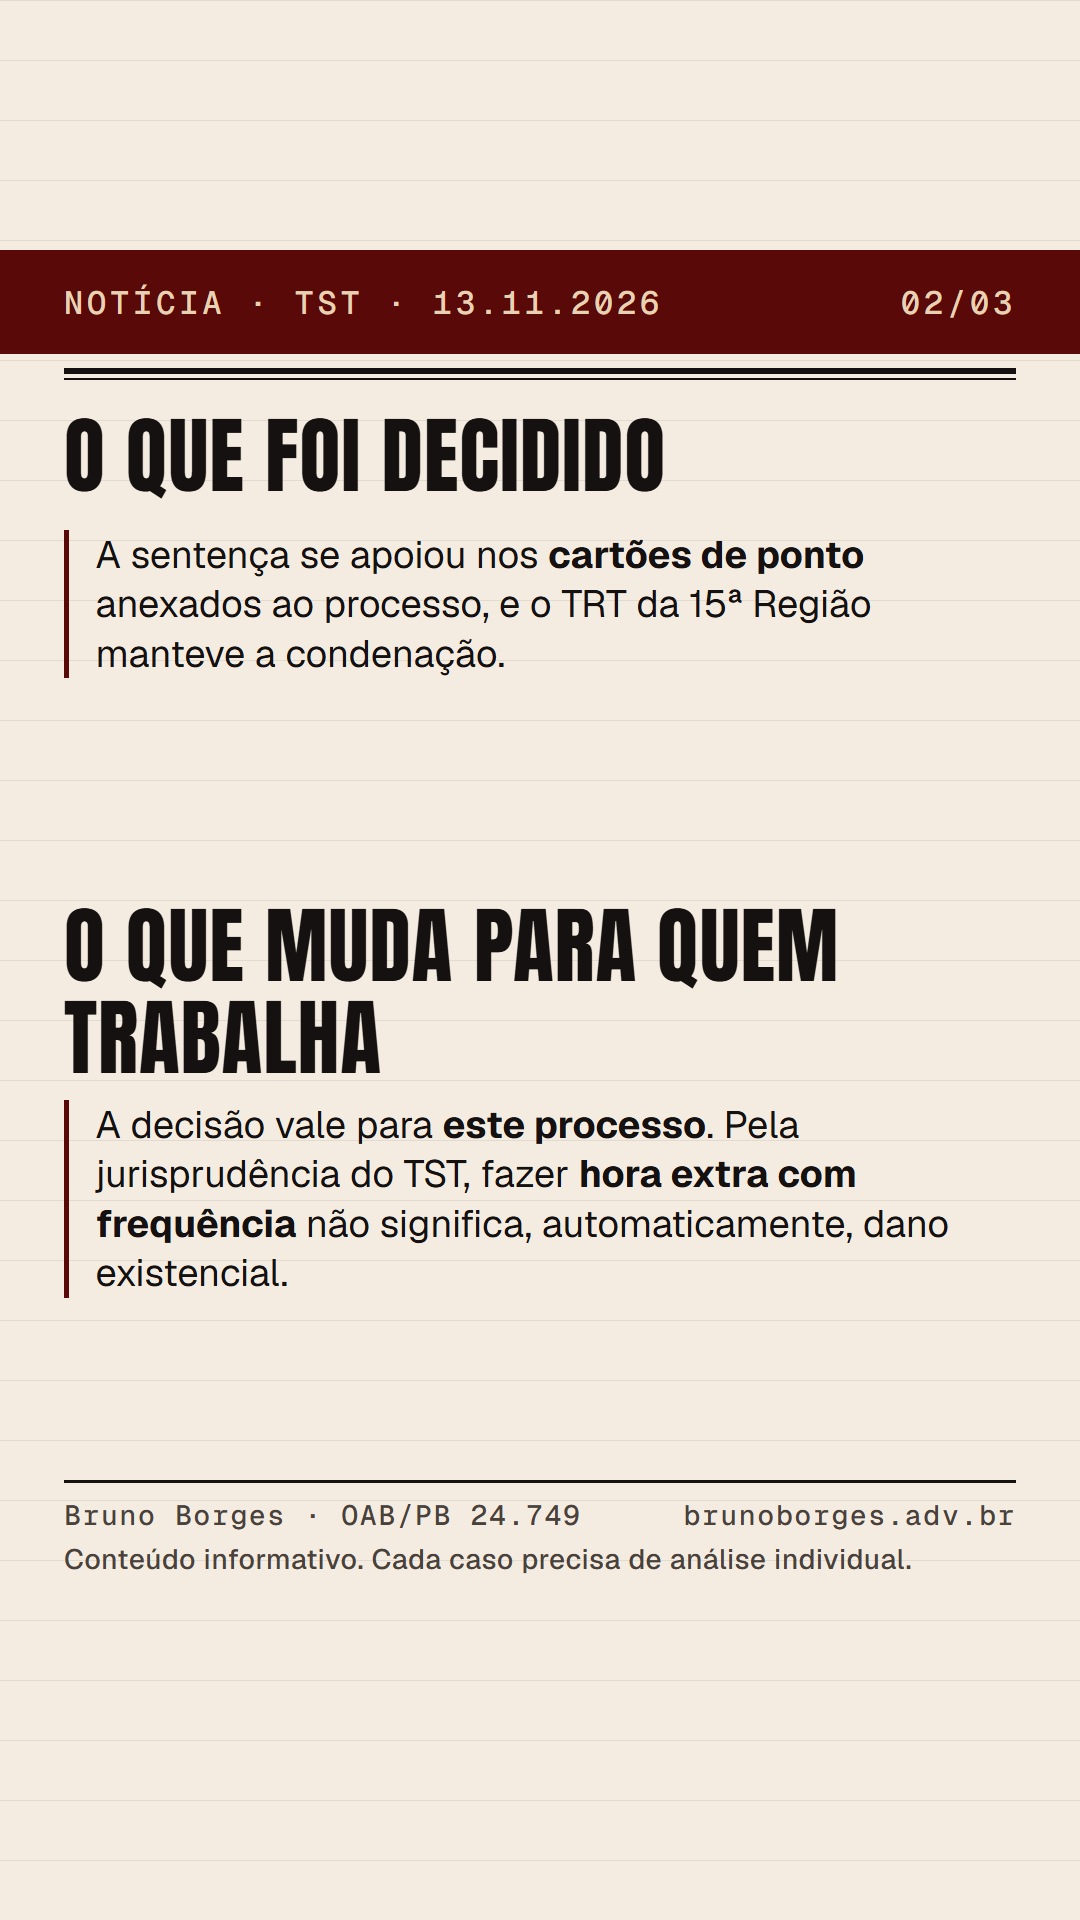 NOTÍCIA · TST · 13.11.2026 02/03
O QUE FOI DECIDIDO
A sentença se apoiou nos cartões de ponto
anexados ao processo, e o TRT da 15ª Região
manteve a condenação.
O QUE MUDA PARA QUEM
TRABALHA
A decisão vale para este processo. Pela
jurisprudência do TST, fazer hora extra com
frequência não significa, automaticamente, dano
existencial.
Bruno Borges · OAB/PB 24.749 brunoborges.adv.br
Conteúdo informativo. Cada caso precisa de análise individual.